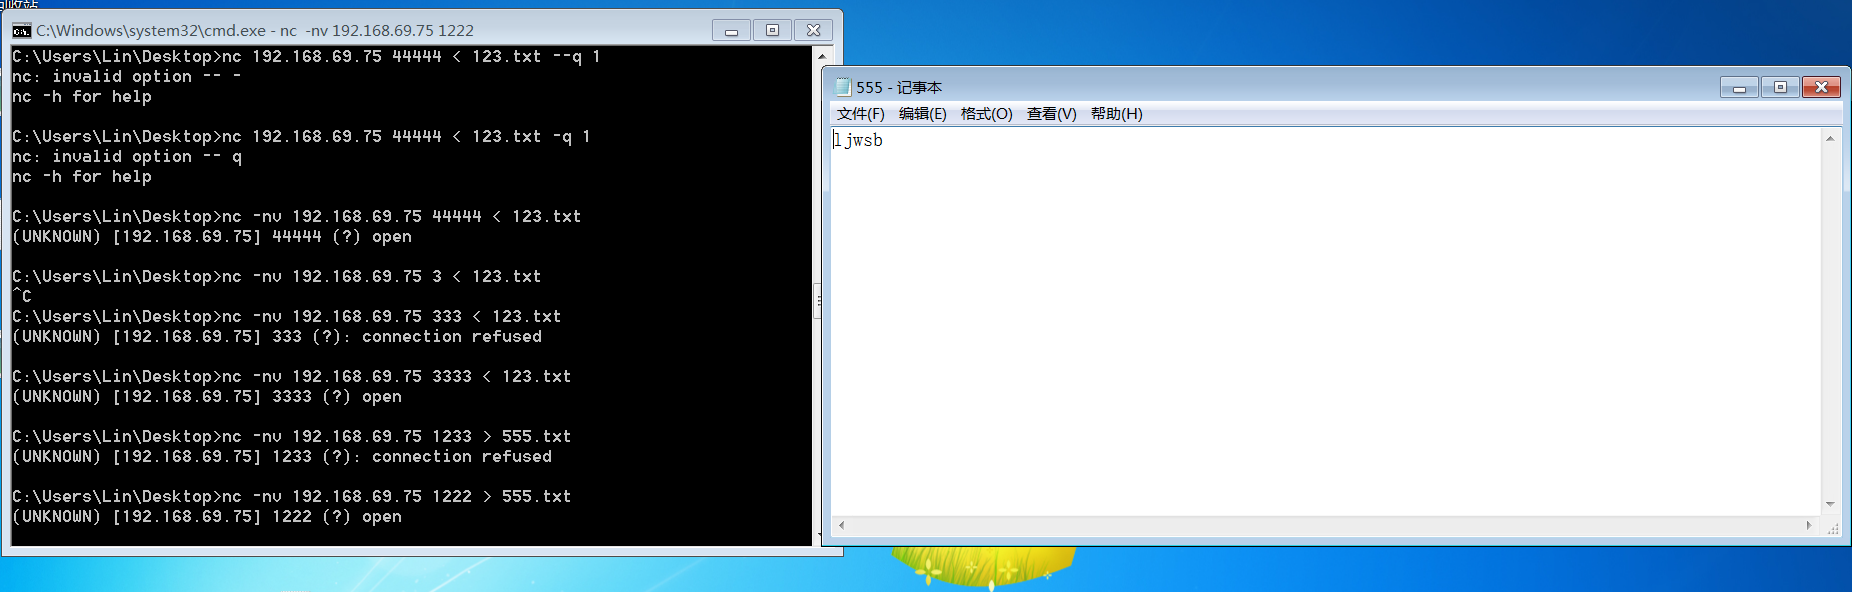 回收站
C:\Windows\system32\cmd.exe - nc  -nv 192.168.69.75 1222
C:\Users\Lin\Desktop>nc 192.168.69.75 44444 < 123.txt --q 1
nc: invalid option -- -
nc -h for help
C:\Users\Lin\Desktop>nc 192.168.69.75 44444 < 123.txt -q 1
nc: invalid option -- q
nc -h for help
C:\Users\Lin\Desktop>nc -nv 192.168.69.75 44444 < 123.txt
(UNKNOWN) [192.168.69.75] 44444 (?) open
C:\Users\Lin\Desktop>nc -nv 192.168.69.75 3 < 123.txt
^C
C:\Users\Lin\Desktop>nc -nv 192.168.69.75 333 < 123.txt
(UNKNOWN) [192.168.69.75] 333 (?): connection refused
C:\Users\Lin\Desktop>nc -nv 192.168.69.75 3333 < 123.txt
(UNKNOWN) [192.168.69.75] 3333 (?) open
C:\Users\Lin\Desktop>nc -nv 192.168.69.75 1233 > 555.txt
(UNKNOWN) [192.168.69.75] 1233 (?): connection refused
C:\Users\Lin\Desktop>nc -nv 192.168.69.75 1222 > 555.txt
(UNKNOWN) [192.168.69.75] 1222 (?) open
555 - 记事本
文件(F) 编辑(E) 格式(O) 查看(V) 帮助(H)
ljwsb